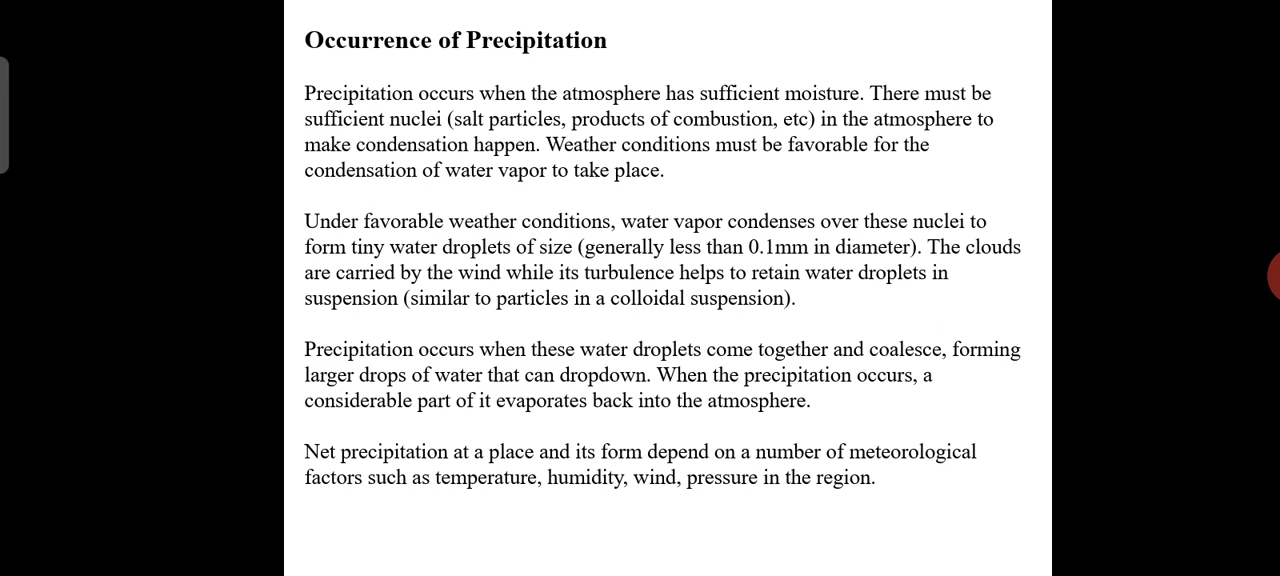 Occurrence of Precipitation
Precipitation occurs when the atmosphere has sufficient moisture. There must be
sufficient nuclei (salt particles, products of combustion, etc) in the atmosphere to
make condensation happen. Weather conditions must be favorable for the
condensation of water vapor to take place.
Under favorable weather conditions, water vapor condenses over these nuclei to
form tiny water droplets of size (generally less than 0.1mm in diameter). The clouds
are carried by the wind while its turbulence helps to retain water droplets in
suspension (similar to particles in a colloidal suspension).
Precipitation occurs when these water droplets come together and coalesce, forming
larger drops of water that can dropdown. When the precipitation occurs, a
considerable part of it evaporates back into the atmosphere.
Net precipitation at a place and its form depend on a number of meteorological
factors such as temperature, humidity, wind, pressure in the region.